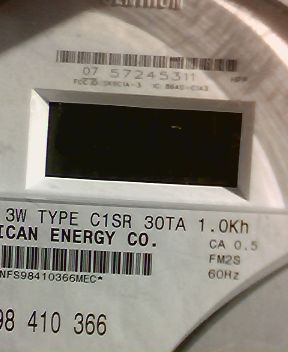 07 57245311
3W TYPE C1SR 30TA 1.0Kh
ICAN ENERGY CO.
CA 0.5
FM2S
60Hz
NFS98410366MEC*
98 410 366